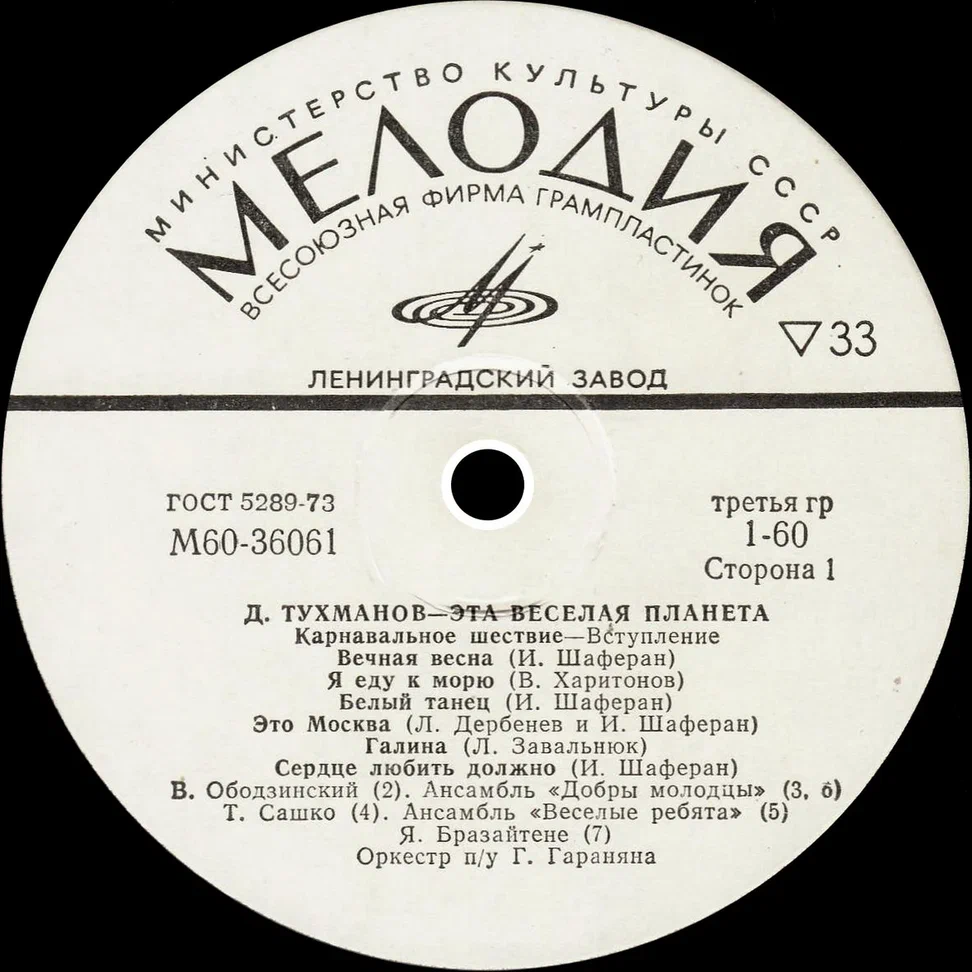 МИНИСТЕРСТВО КУЛЬТУРЫ СССР
МЕЛОДИЯ
ВСЕСОЮЗНАЯ ФИРМА ГРАМПЛАСТИНОК
33
ЛЕНИНГРАДСКИЙ ЗАВОД
ГОСТ 5289-73
М60-36061
третья гр
1-60
Сторона 1
Д. ТУХМАНОВ—ЭТА ВЕСЕЛАЯ ПЛАНЕТА
Карнавальное шествие—Вступление
Вечная весна (И. Шаферан)
Я еду к морю (В. Харитонов)
Белый танец (И. Шаферан)
Это Москва (Л. Дербенев и И. Шаферан)
Галина (Л. Завальнюк)
Сердце любить должно (И. Шаферан)
В. Ободзинский (2). Ансамбль «Добры молодцы» (3, 6)
Т. Сашко (4). Ансамбль «Веселые ребята» (5)
Я. Бразайтене (7)
Оркестр п/у Г. Гараняна